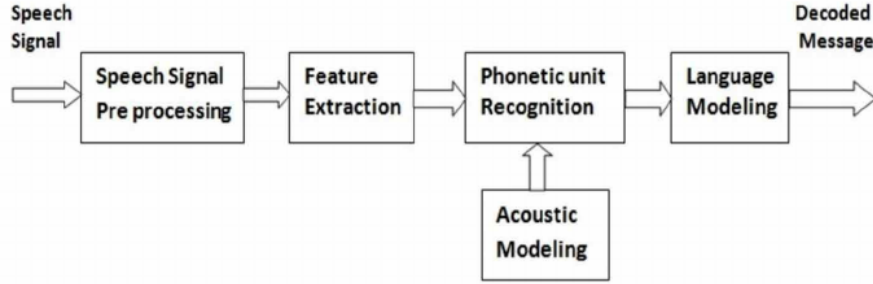 Speech
Signal
Decoded
Message
Speech Signal
Pre processing
Feature
Extraction
Phonetic unit
Recognition
Language
Modeling
Acoustic
Modeling